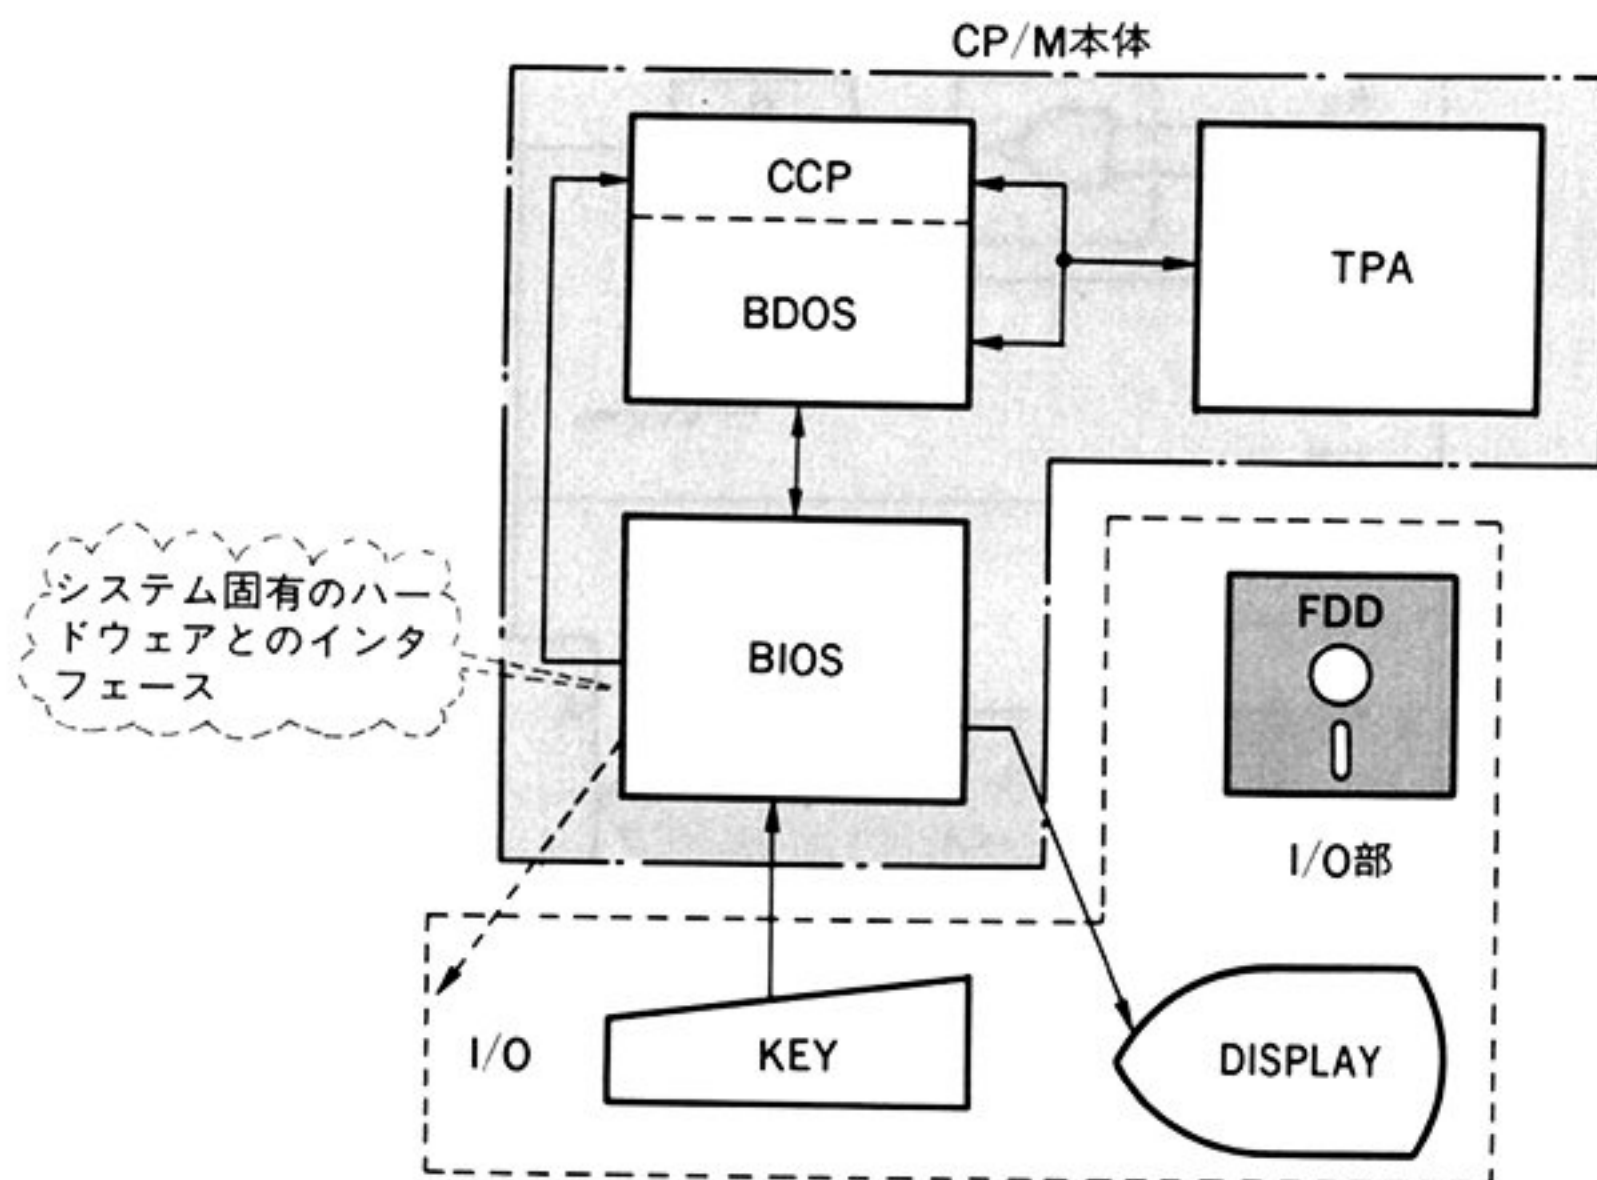 CP/M本体
CCP
BDOS
TPA
システム固有のハー
ドウェアとのインタ
フェース
BIOS
FDD
I/O部
I/O
KEY
DISPLAY